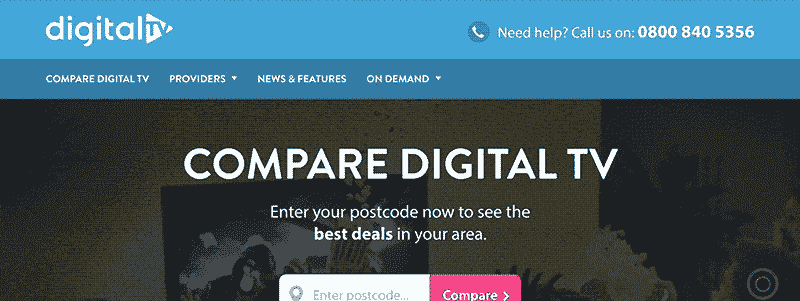 digitalTV
Need help? Call us on: 0800 840 5356
COMPARE DIGITAL TV PROVIDERS NEWS & FEATURES ON DEMAND
COMPARE DIGITAL TV
Enter your postcode now to see the
best deals in your area.
Enter postcode... Compare